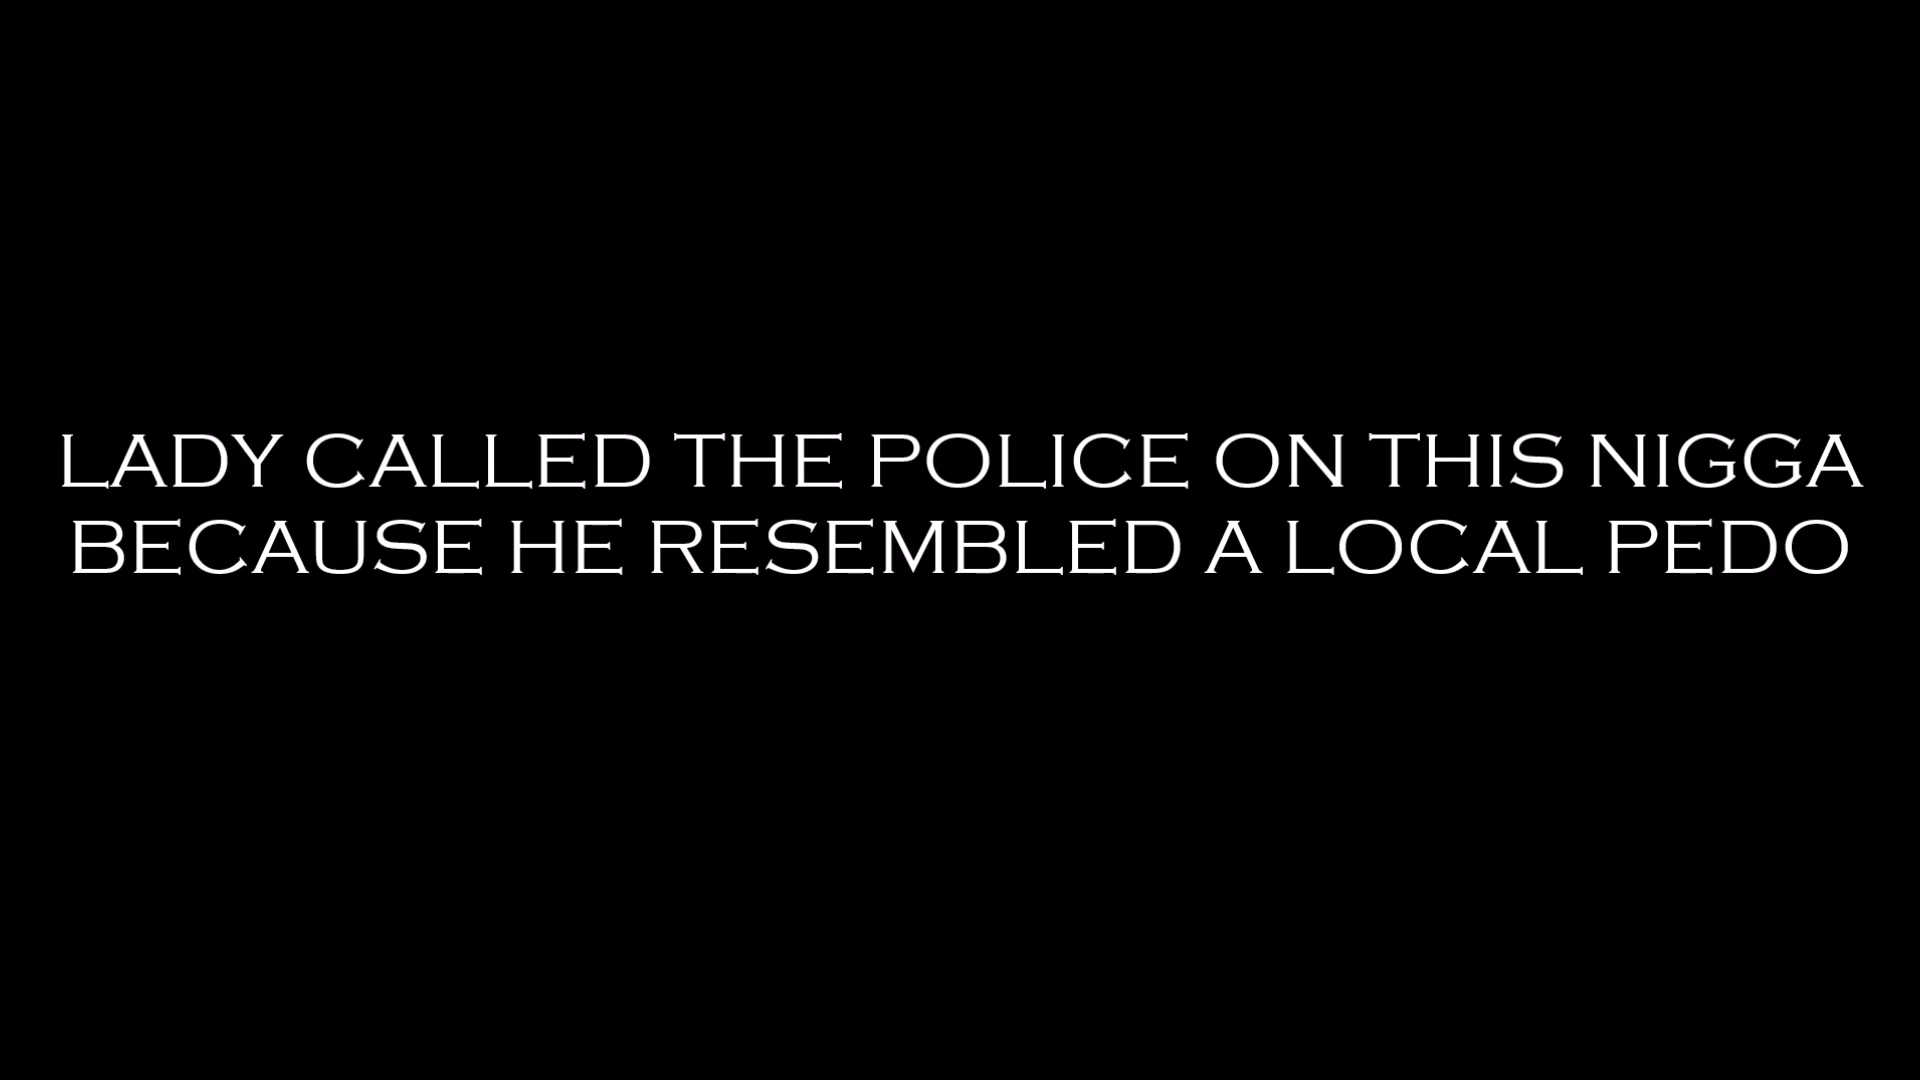 LADY CALLED THE POLICE ON THIS NIGGA
BECAUSE HE RESEMBLED A LOCAL PEDO